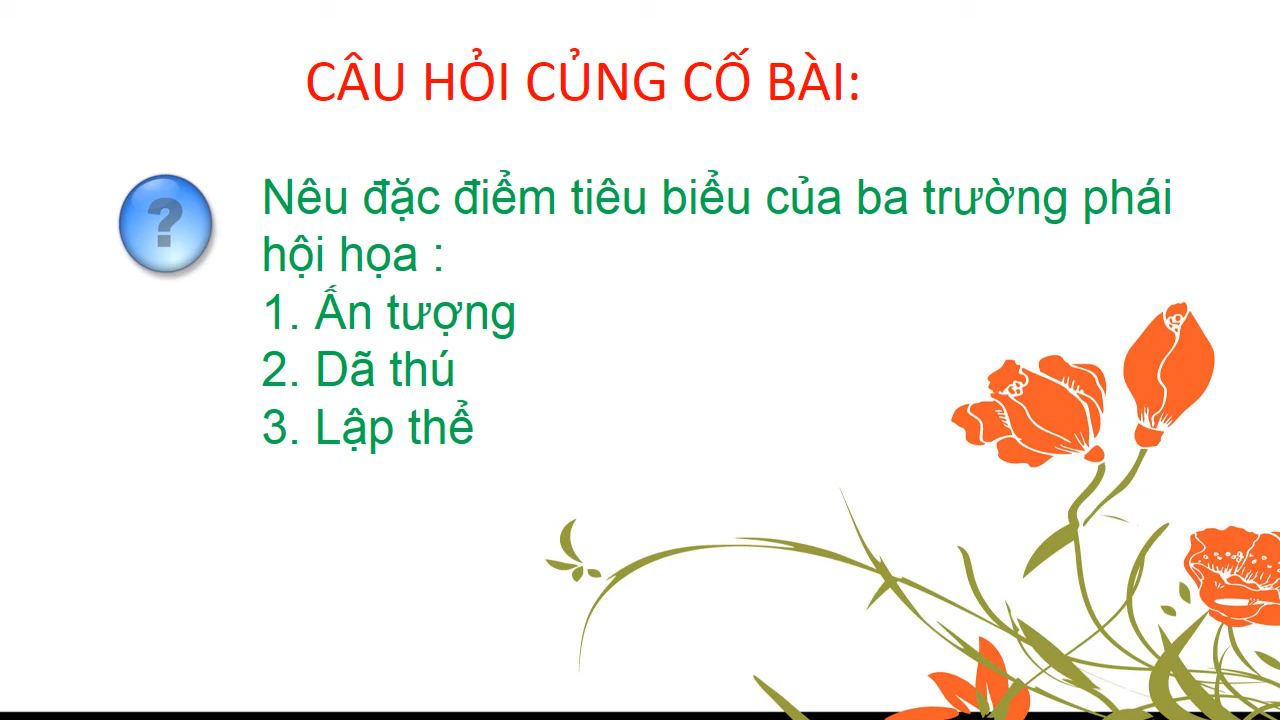 CÂU HỎI CỦNG CỐ BÀI:
?
Nêu đặc điểm tiêu biểu của ba trường phái
hội họa :
1. Ấn tượng
2. Dã thú
3. Lập thể